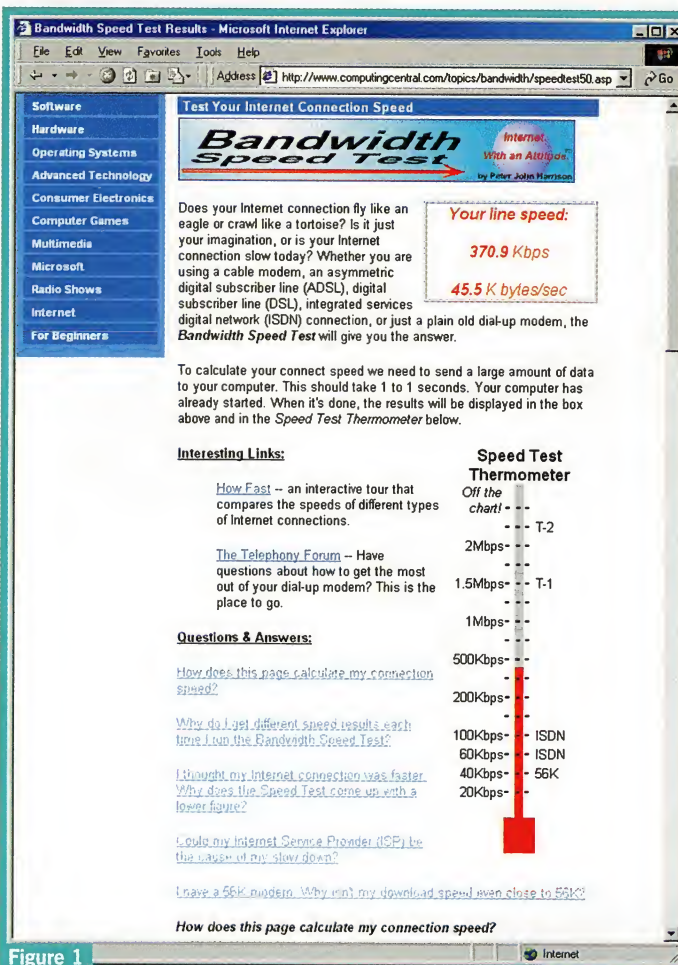 Bandwidth Speed Test Results - Microsoft Internet Explorer
File Edit View Favorites Tools Help
Address http://www.computingcentral.com/topics/bandwidth/speedtest50.asp Go
Software
Hardware
Operating Systems
Advanced Technology
Consumer Electronics
Computer Games
Multimedia
Microsoft
Radio Shows
Internet
For Beginners
Test Your Internet Connection Speed
Bandwidth
Speed Test
Internet.
With an Attitude.
by Peter John Harrison
Does your Internet connection fly like an
eagle or crawl like a tortoise? Is it just
your imagination, or is your Internet
connection slow today? Whether you are
using a cable modem, an asymmetric
digital subscriber line (ADSL), digital
subscriber line (DSL), integrated services
digital network (ISDN) connection, or just a plain old dial-up modem, the
Bandwidth Speed Test will give you the answer.
Your line speed:
370.9 Kbps
45.5 K bytes/sec
To calculate your connect speed we need to send a large amount of data
to your computer. This should take 1 to 1 seconds. Your computer has
already started. When it's done, the results will be displayed in the box
above and in the Speed Test Thermometer below.
Interesting Links:
How Fast -- an interactive tour that
compares the speeds of different types
of Internet connections.
The Telephony Forum -- Have
questions about how to get the most
out of your dial-up modem? This is the
place to go.
Questions & Answers:
How does this page calculate my connection
speed?
Why do I get different speed results each
time I run the Bandwidth Speed Test?
I thought my Internet connection was faster.
Why does the Speed Test come up with a
lower figure?
Could my Internet Service Provider (ISP) be
the cause of my slow down?
I have a 56K modem. Why isn't my download speed even close to 56K?
How does this page calculate my connection speed?
Speed Test
Thermometer
Off the
chart!
T-2
2Mbps
1.5Mbps T-1
1Mbps
500Kbps
200Kbps
100Kbps ISDN
60Kbps ISDN
40Kbps 56K
20Kbps
Internet
Figure 1